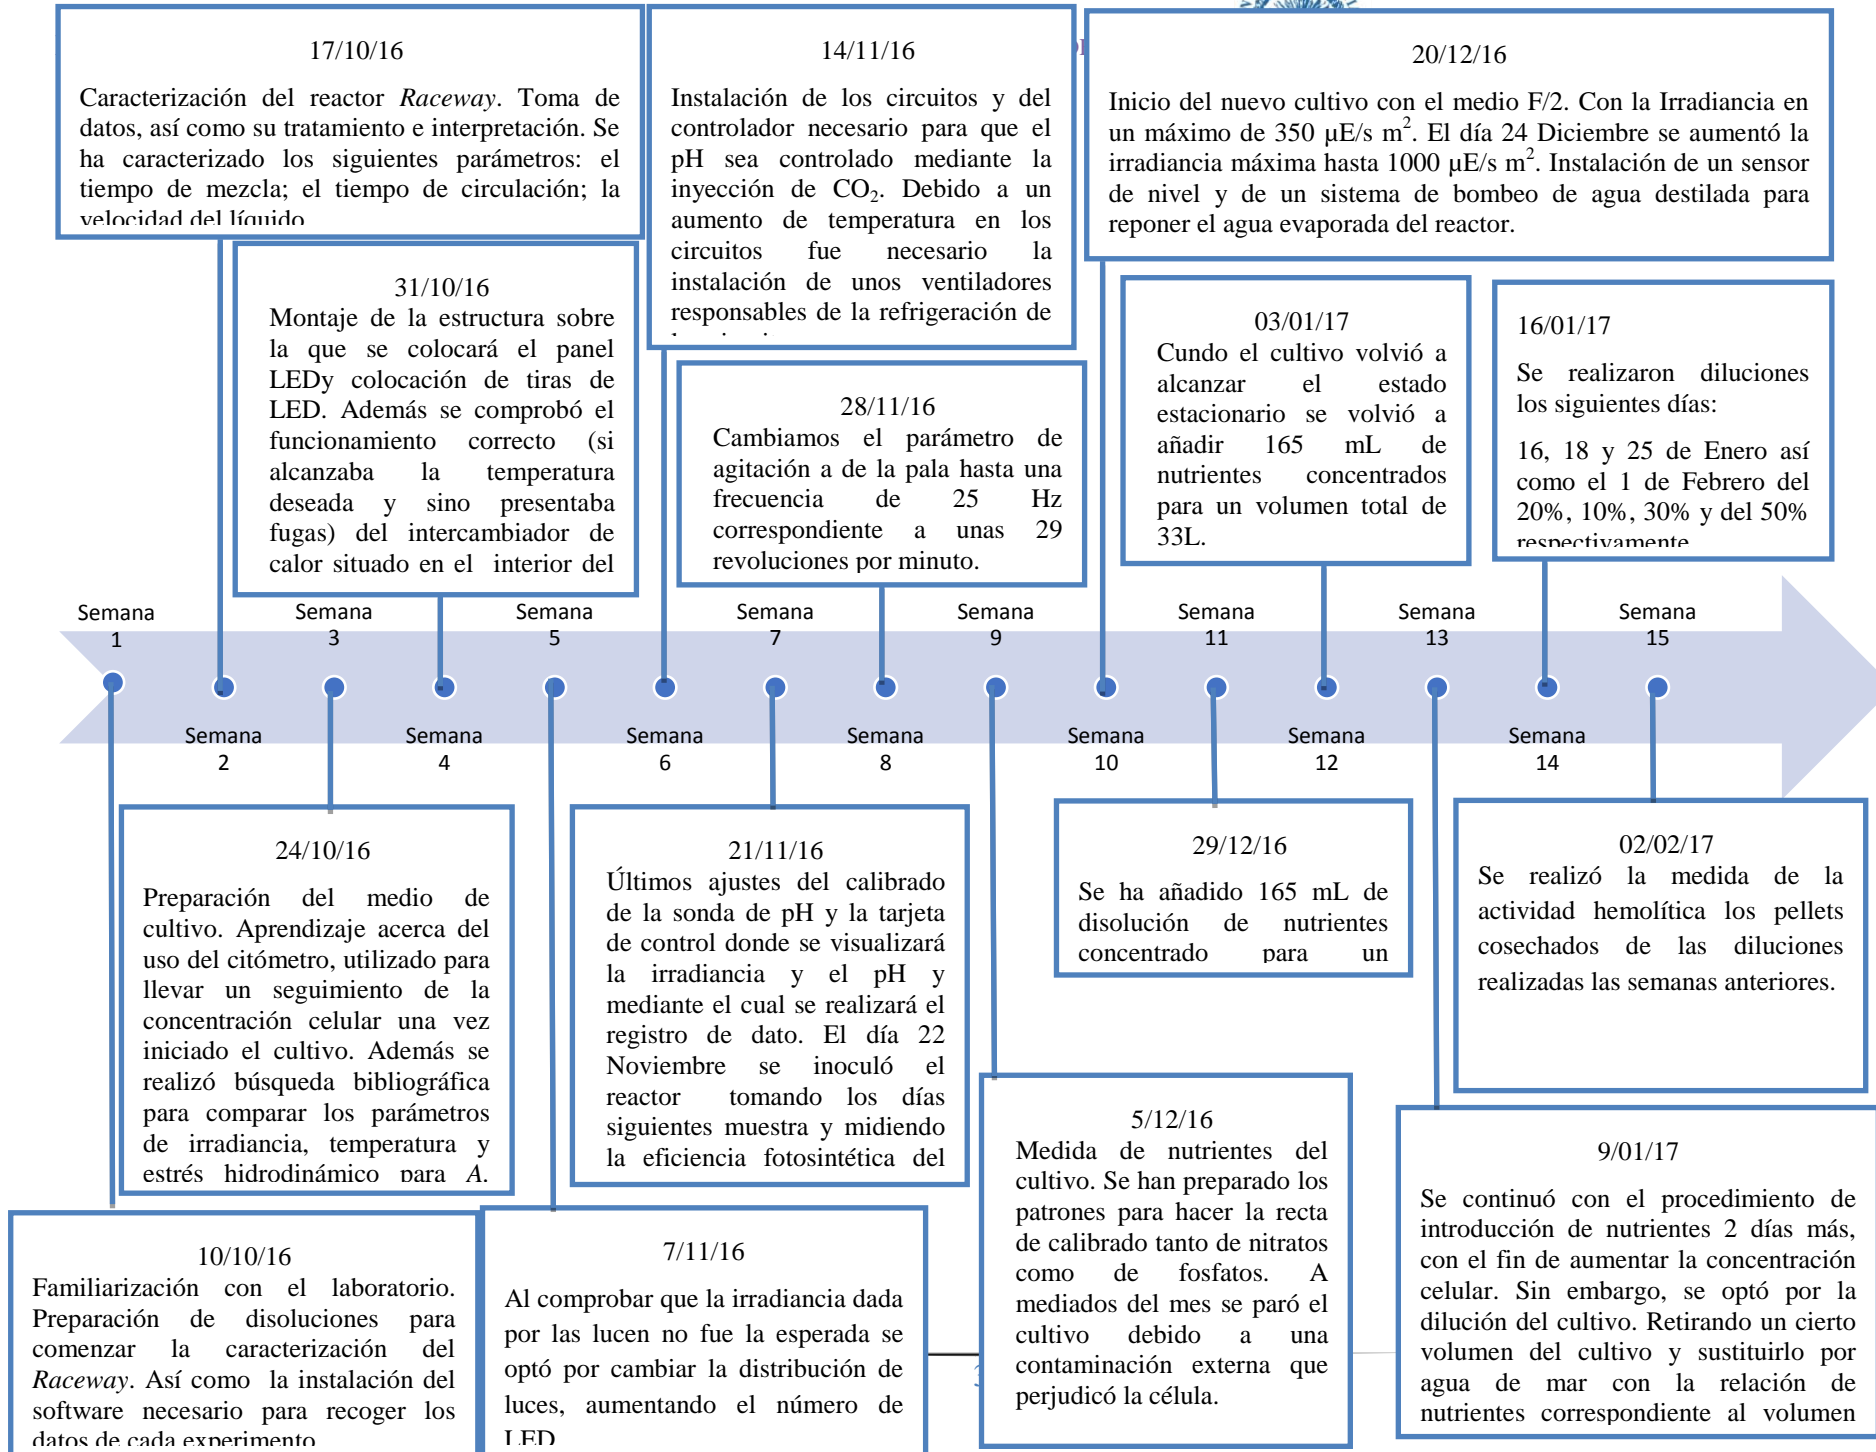 17/10/16
Caracterización del reactor Raceway. Toma de
datos, así como su tratamiento e interpretación. Se
ha caracterizado los siguientes parámetros: el
tiempo de mezcla; el tiempo de circulación; la
velocidad del líquido
14/11/16
Instalación de los circuitos y del
controlador necesario para que el
pH sea controlado mediante la
inyección de CO₂. Debido a un
aumento de temperatura en los
circuitos fue necesario la
instalación de unos ventiladores
responsables de la refrigeración de
20/12/16
Inicio del nuevo cultivo con el medio F/2. Con la Irradiancia en
un máximo de 350 µE/s m². El día 24 Diciembre se aumentó la
irradiancia máxima hasta 1000 µE/s m². Instalación de un sensor
de nivel y de un sistema de bombeo de agua destilada para
reponer el agua evaporada del reactor.
31/10/16
Montaje de la estructura sobre
la que se colocará el panel
LEDy colocación de tiras de
LED. Además se comprobó el
funcionamiento correcto (si
alcanzaba la temperatura
deseada y sino presentaba
fugas) del intercambiador de
calor situado en el interior del
28/11/16
Cambiamos el parámetro de
agitación a de la pala hasta una
frecuencia de 25 Hz
correspondiente a unas 29
revoluciones por minuto.
03/01/17
Cundo el cultivo volvió a
alcanzar el estado
estacionario se volvió a
añadir 165 mL de
nutrientes concentrados
para un volumen total de
33L.
16/01/17
Se realizaron diluciones
los siguientes días:
16, 18 y 25 de Enero así
como el 1 de Febrero del
20%, 10%, 30% y del 50%
respectivamente
Semana
1
Semana
3
Semana
5
Semana
7
Semana
9
Semana
11
Semana
13
Semana
15
Semana
2
Semana
4
Semana
6
Semana
8
Semana
10
Semana
12
Semana
14
24/10/16
Preparación del medio de
cultivo. Aprendizaje acerca del
uso del citómetro, utilizado para
llevar un seguimiento de la
concentración celular una vez
iniciado el cultivo. Además se
realizó búsqueda bibliográfica
para comparar los parámetros
de irradiancia, temperatura y
estrés hidrodinámico para A.
21/11/16
Últimos ajustes del calibrado
de la sonda de pH y la tarjeta
de control donde se visualizará
la irradiancia y el pH y
mediante el cual se realizará el
registro de dato. El día 22
Noviembre se inoculó el
reactor tomando los días
siguientes muestra y midiendo
la eficiencia fotosintética del
29/12/16
Se ha añadido 165 mL de
disolución de nutrientes
concentrado para un
02/02/17
Se realizó la medida de la
actividad hemolítica los pellets
cosechados de las diluciones
realizadas las semanas anteriores.
10/10/16
Familiarización con el laboratorio.
Preparación de disoluciones para
comenzar la caracterización del
Raceway. Así como la instalación del
software necesario para recoger los
datos de cada experimento
7/11/16
Al comprobar que la irradiancia dada
por las lucen no fue la esperada se
optó por cambiar la distribución de
luces, aumentando el número de
LED
5/12/16
Medida de nutrientes del
cultivo. Se han preparado los
patrones para hacer la recta
de calibrado tanto de nitratos
como de fosfatos. A
mediados del mes se paró el
cultivo debido a una
contaminación externa que
perjudicó la célula.
9/01/17
Se continuó con el procedimiento de
introducción de nutrientes 2 días más,
con el fin de aumentar la concentración
celular. Sin embargo, se optó por la
dilución del cultivo. Retirando un cierto
volumen del cultivo y sustituirlo por
agua de mar con la relación de
nutrientes correspondiente al volumen